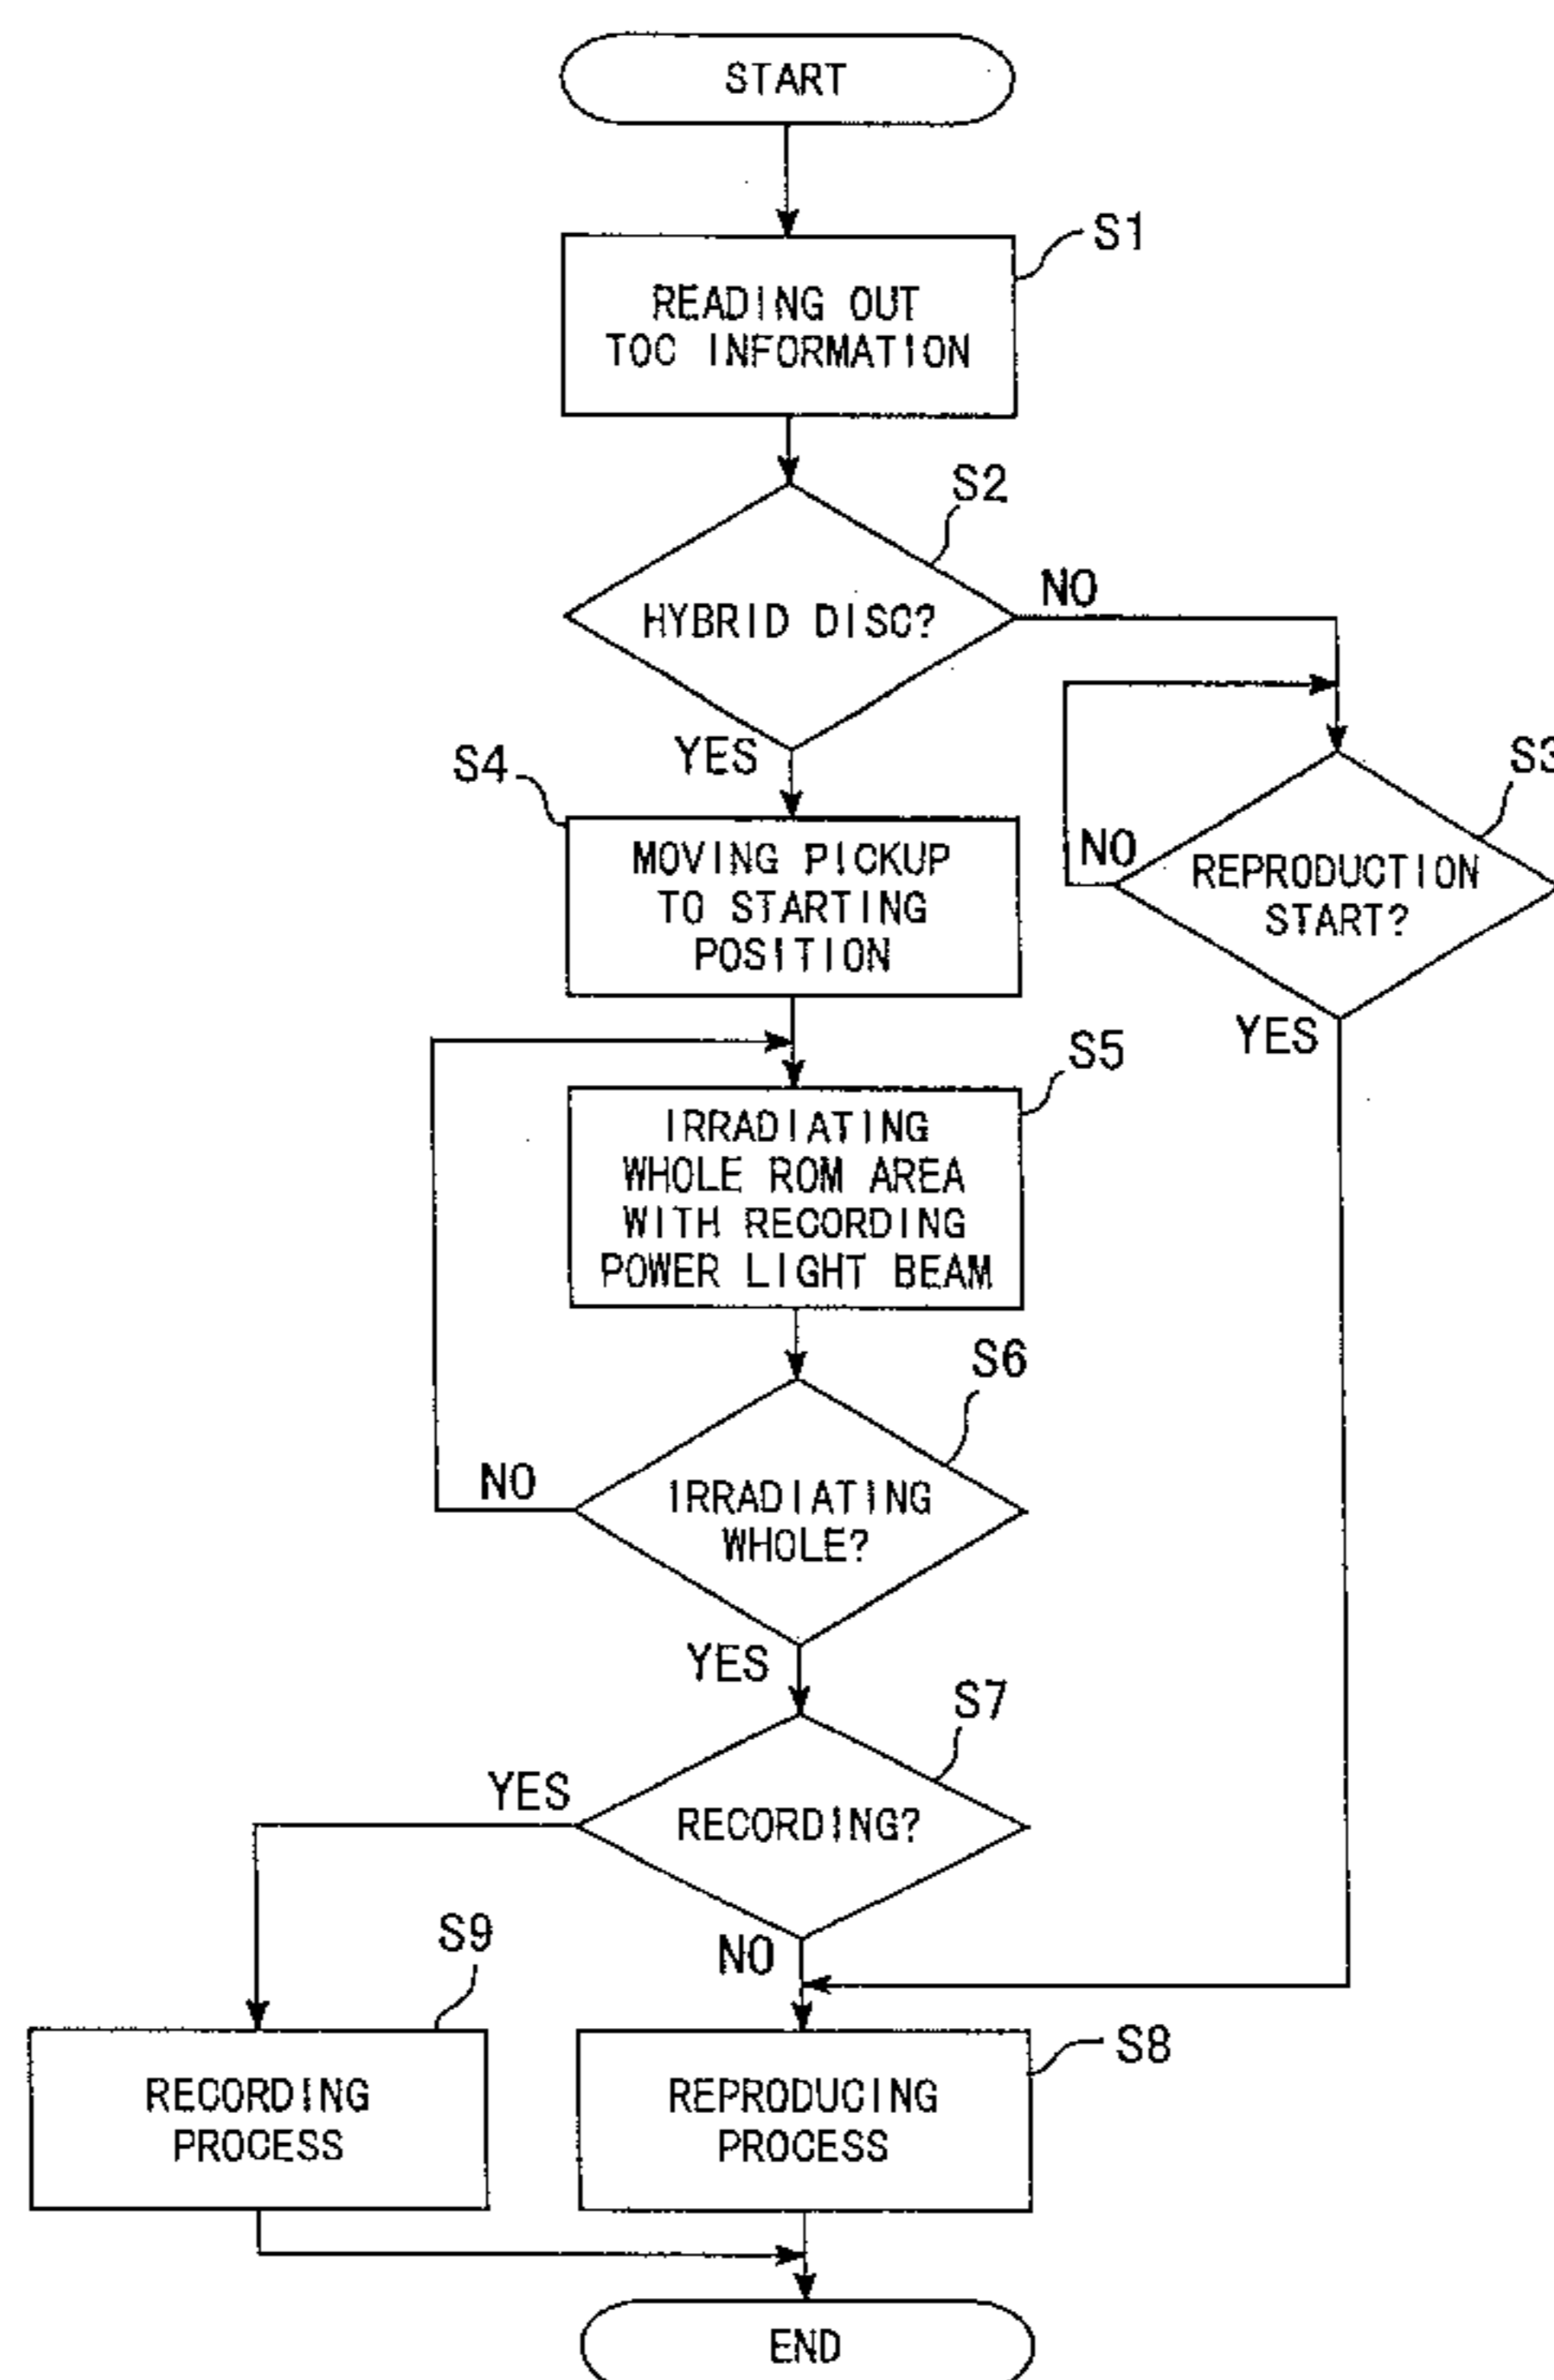 START
S1
READING OUT
TOC INFORMATION
S2
HYBRID DISC?
NO
YES
S3
NO
REPRODUCTION
START?
YES
S4
MOVING PICKUP
TO STARTING
POSITION
S5
IRRADIATING
WHOLE ROM AREA
WITH RECORDING
POWER LIGHT BEAM
S6
NO
IRRADIATING
WHOLE?
YES
S7
YES
RECORDING?
NO
S9
RECORDING
PROCESS
S8
REPRODUCING
PROCESS
END